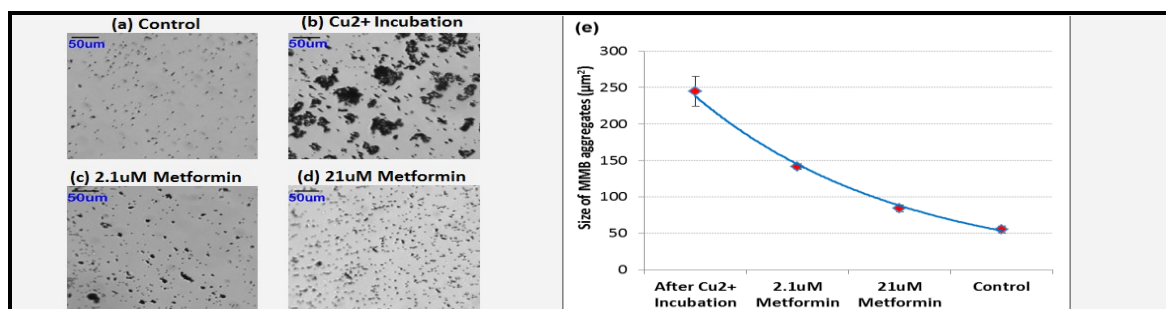 (a) Control
50um
(b) Cu2+ Incubation
50um
(c) 2.1uM Metformin
50um
(d) 21uM Metformin
50um
(e)
Size of MMB aggregates (µm²)
300
250
200
150
100
50
0
After Cu2+
Incubation
2.1uM
Metformin
21uM
Metformin
Control